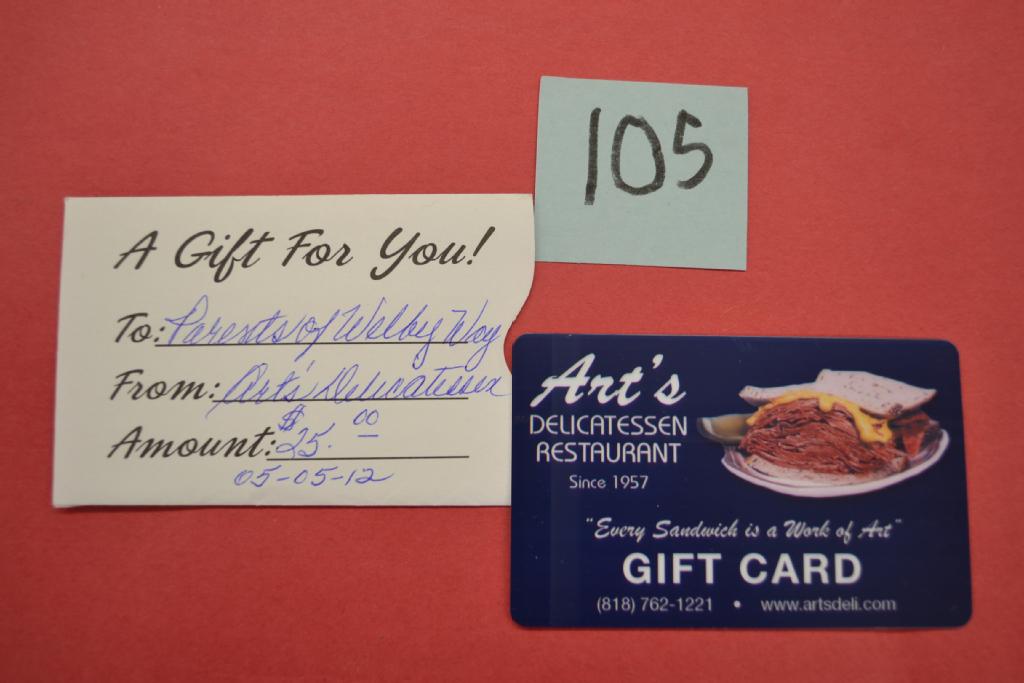 105
A Gift For You!
To: Parents of Welby Way
From: Art's Delicatessen
Amount: $25.00
05-05-12
Art's
DELICATESSEN
RESTAURANT
Since 1957
"Every Sandwich is a Work of Art"
GIFT CARD
(818) 762-1221 • www.artsdeli.com